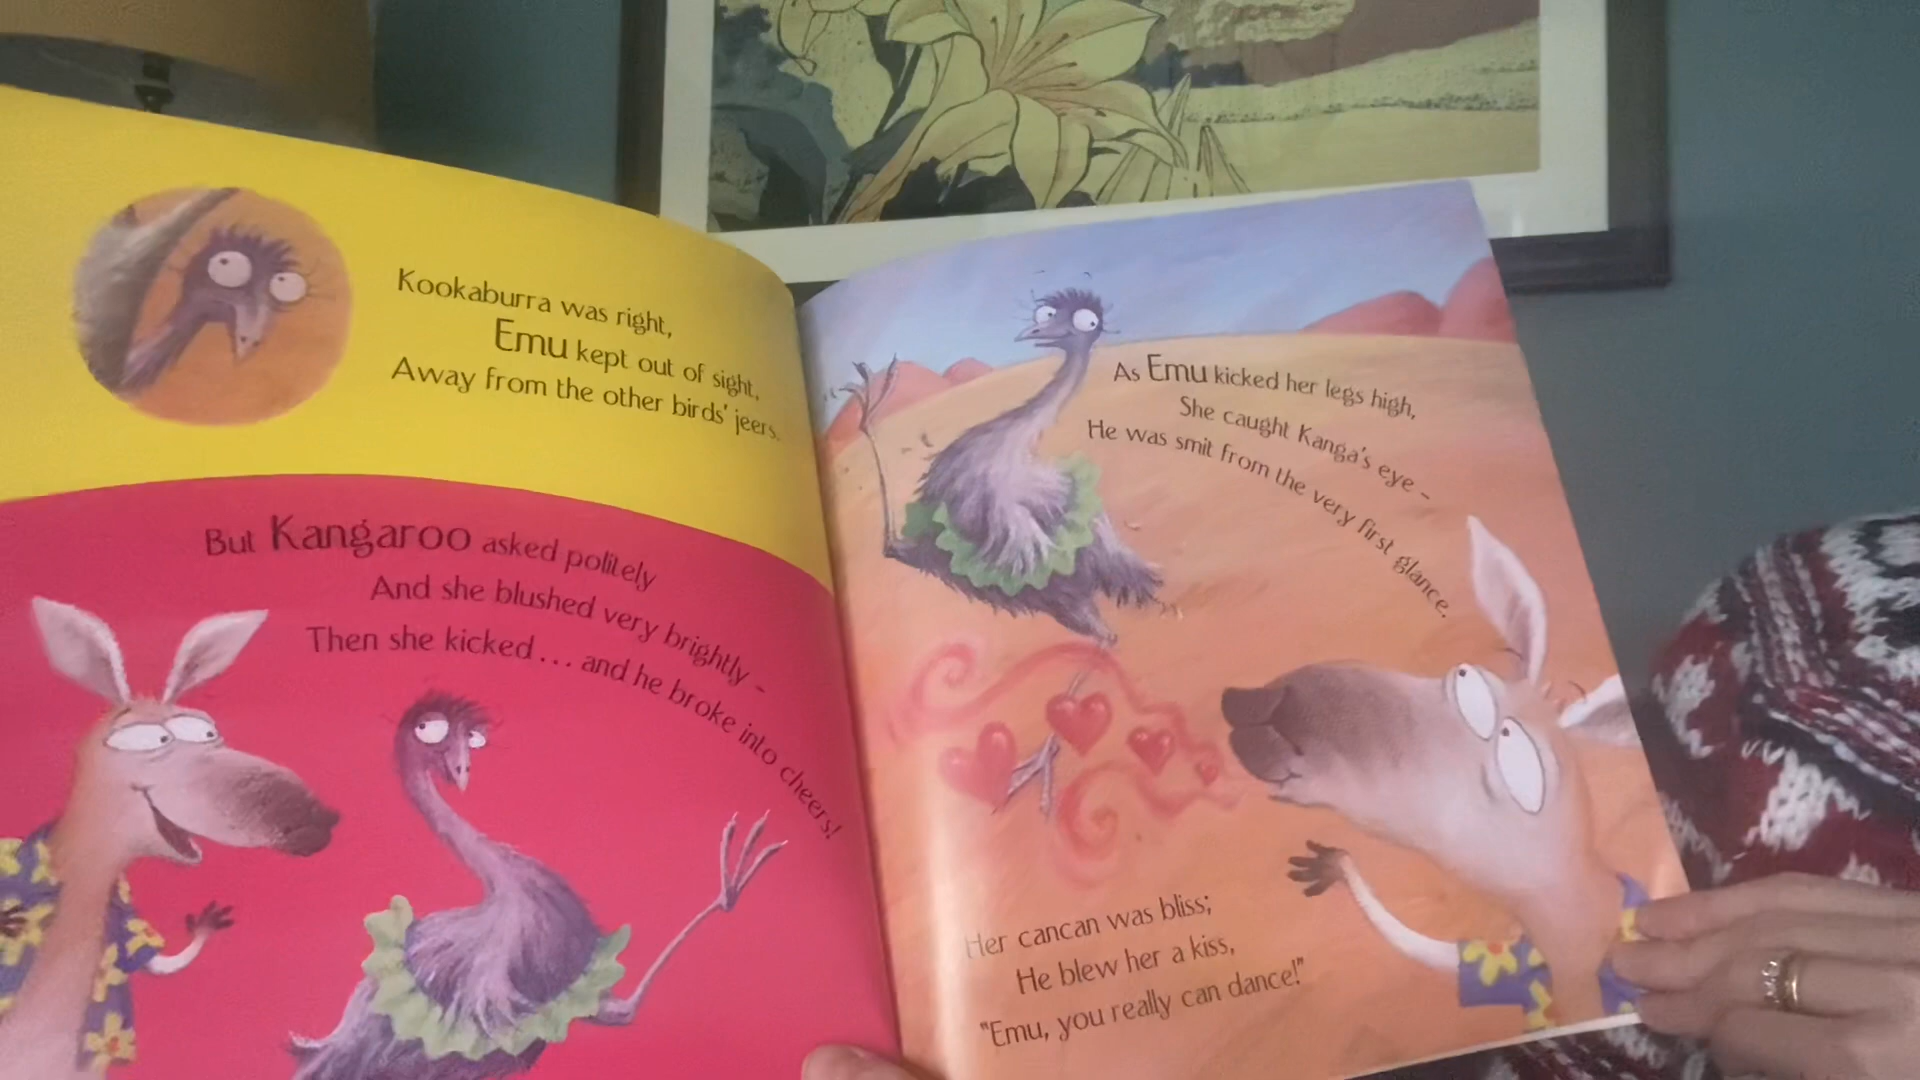 Kookaburra was right,
Emu kept out of sight,
Away from the other birds' jeers.
But Kangaroo asked politely
And she blushed very brightly -
Then she kicked ... and he broke into cheers!
As Emu kicked her legs high,
She caught Kanga's eye -
He was smit from the very first glance.
Her cancan was bliss;
He blew her a kiss,
"Emu, you really can dance!"